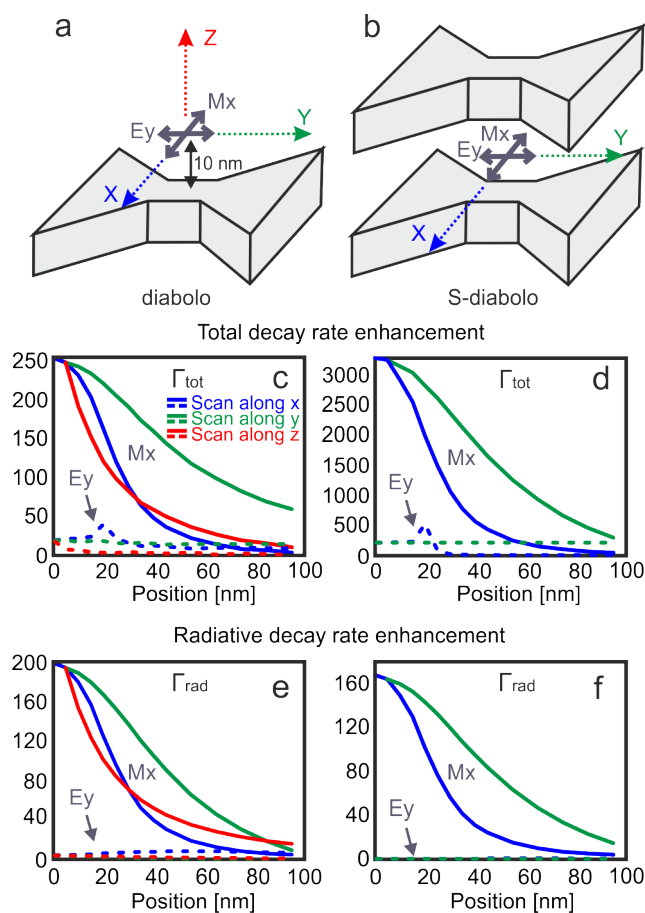 a
Z
Mx
Ey
Y
10 nm
X
diabolo
b
Mx
Ey
Y
X
S-diabolo
Total decay rate enhancement
250
200
150
100
50
0
c
Γtot
Scan along x
Scan along y
Scan along z
Mx
Ey
0 20 40 60 80 100
Position [nm]
3000
2500
2000
1500
1000
500
0
d
Γtot
Mx
Ey
0 20 40 60 80 100
Position [nm]
Radiative decay rate enhancement
200
160
120
80
40
0
e
Γrad
Mx
Ey
0 20 40 60 80 100
Position [nm]
160
120
80
40
0
f
Γrad
Mx
Ey
0 20 40 60 80 100
Position [nm]